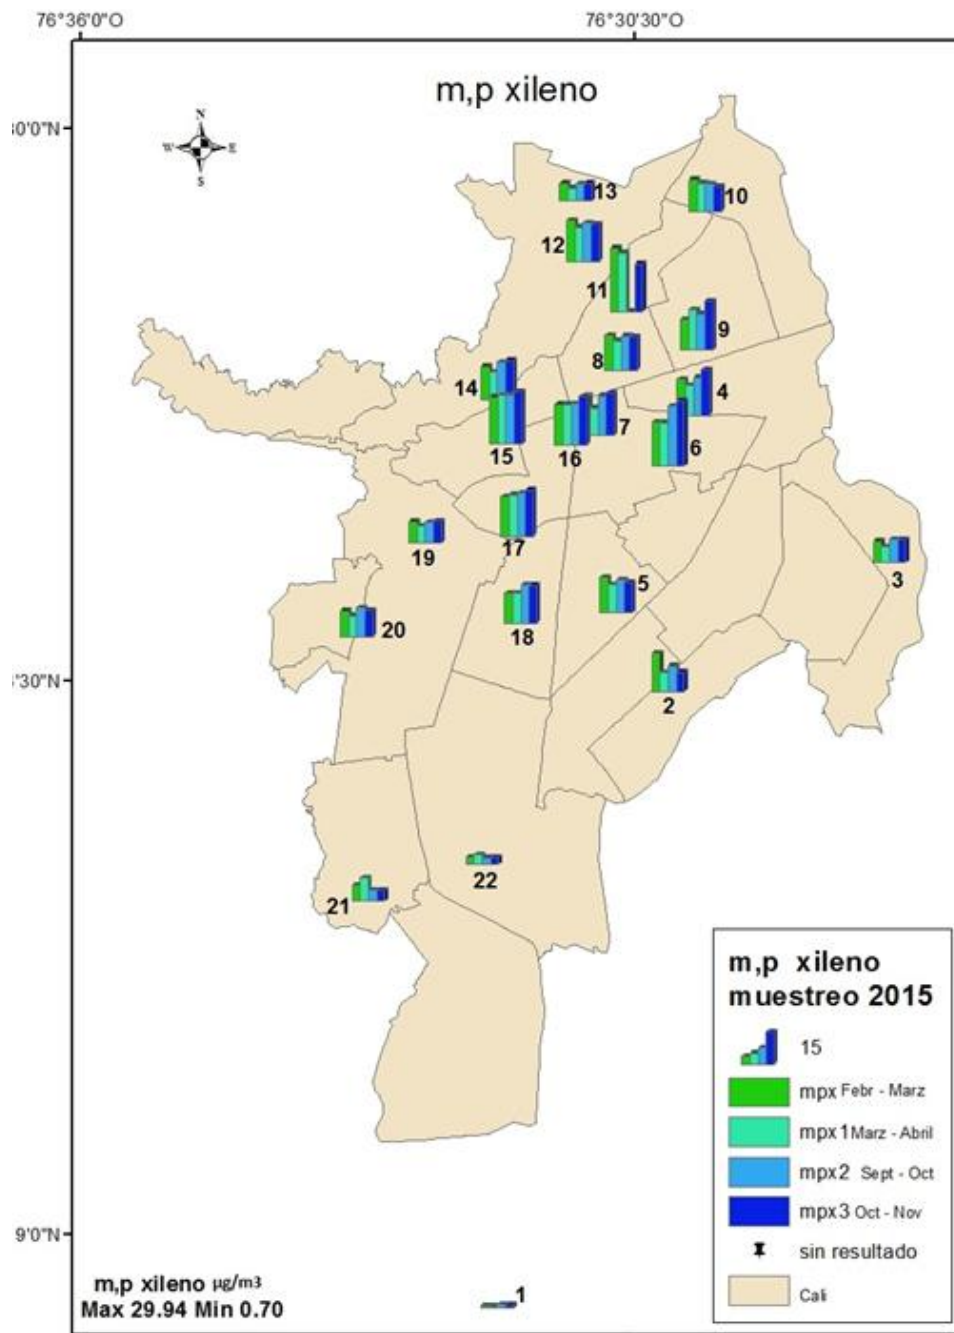 76°36'0"O 76°30'30"O
m,p xileno
30'0"N
N
W E
S
13
10
12
11
9
8
14
4
7
15
16
6
17
19
3
5
18
20
2
'30"N
22
21
m,p xileno
muestreo 2015
15
mpx Febr - Marz
mpx1 Marz - Abril
mpx2 Sept - Oct
mpx3 Oct - Nov
sin resultado
Cali
9'0"N
m,p xileno µg/m3
Max 29.94 Min 0.70
1